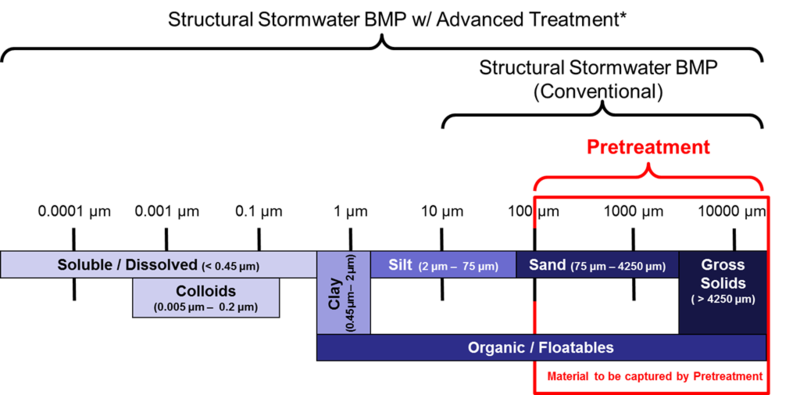 Structural Stormwater BMP w/ Advanced Treatment*
Structural Stormwater BMP
(Conventional)
Pretreatment
0.0001 µm 0.001 µm 0.1 µm 1 µm 10 µm 100 µm 1000 µm 10000 µm
Soluble / Dissolved (< 0.45 µm)
Colloids
(0.005 µm – 0.2 µm)
Clay
(0.45µm– 2µm)
Silt (2 µm – 75 µm)
Sand (75 µm – 4250 µm)
Gross
Solids
( > 4250 µm)
Organic / Floatables
Material to be captured by Pretreatment